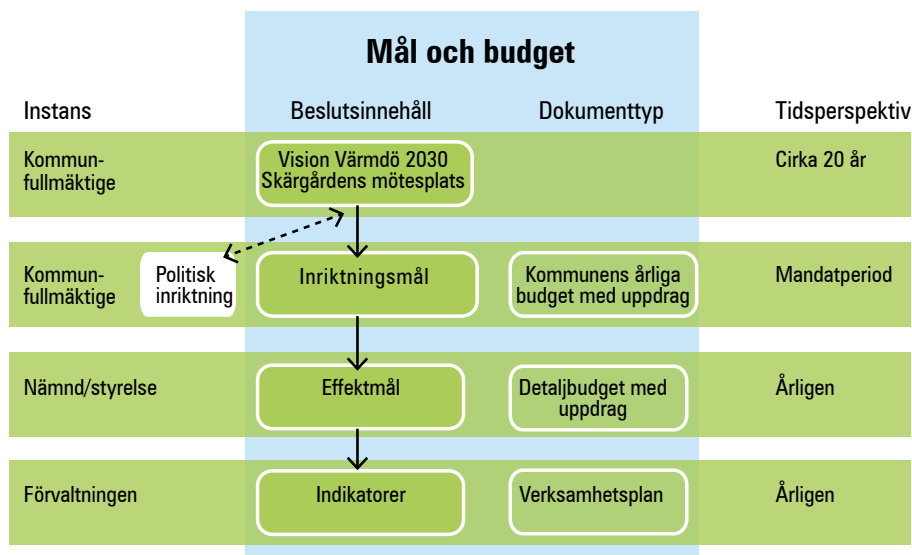 Mål och budget
Instans
Beslutsinnehåll
Dokumenttyp
Tidsperspektiv
Kommun-
fullmäktige
Vision Värmdö 2030
Skärgårdens mötesplats
Cirka 20 år
Kommun-
fullmäktige
Politisk
inriktning
Inriktningsmål
Kommunens årliga
budget med uppdrag
Mandatperiod
Nämnd/styrelse
Effektmål
Detaljbudget med
uppdrag
Årligen
Förvaltningen
Indikatorer
Verksamhetsplan
Årligen